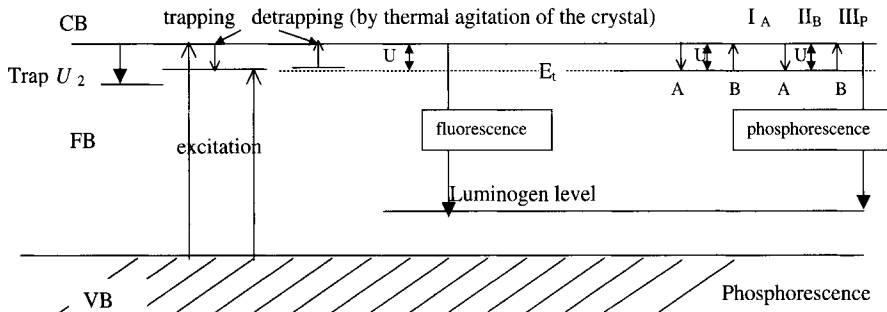 trapping detrapping (by thermal agitation of the crystal)
CB
I A II B III P
U
U
U
Trap U 2
E t
A B A B
FB
excitation
fluorescence
phosphorescence
Luminogen level
VB
Phosphorescence